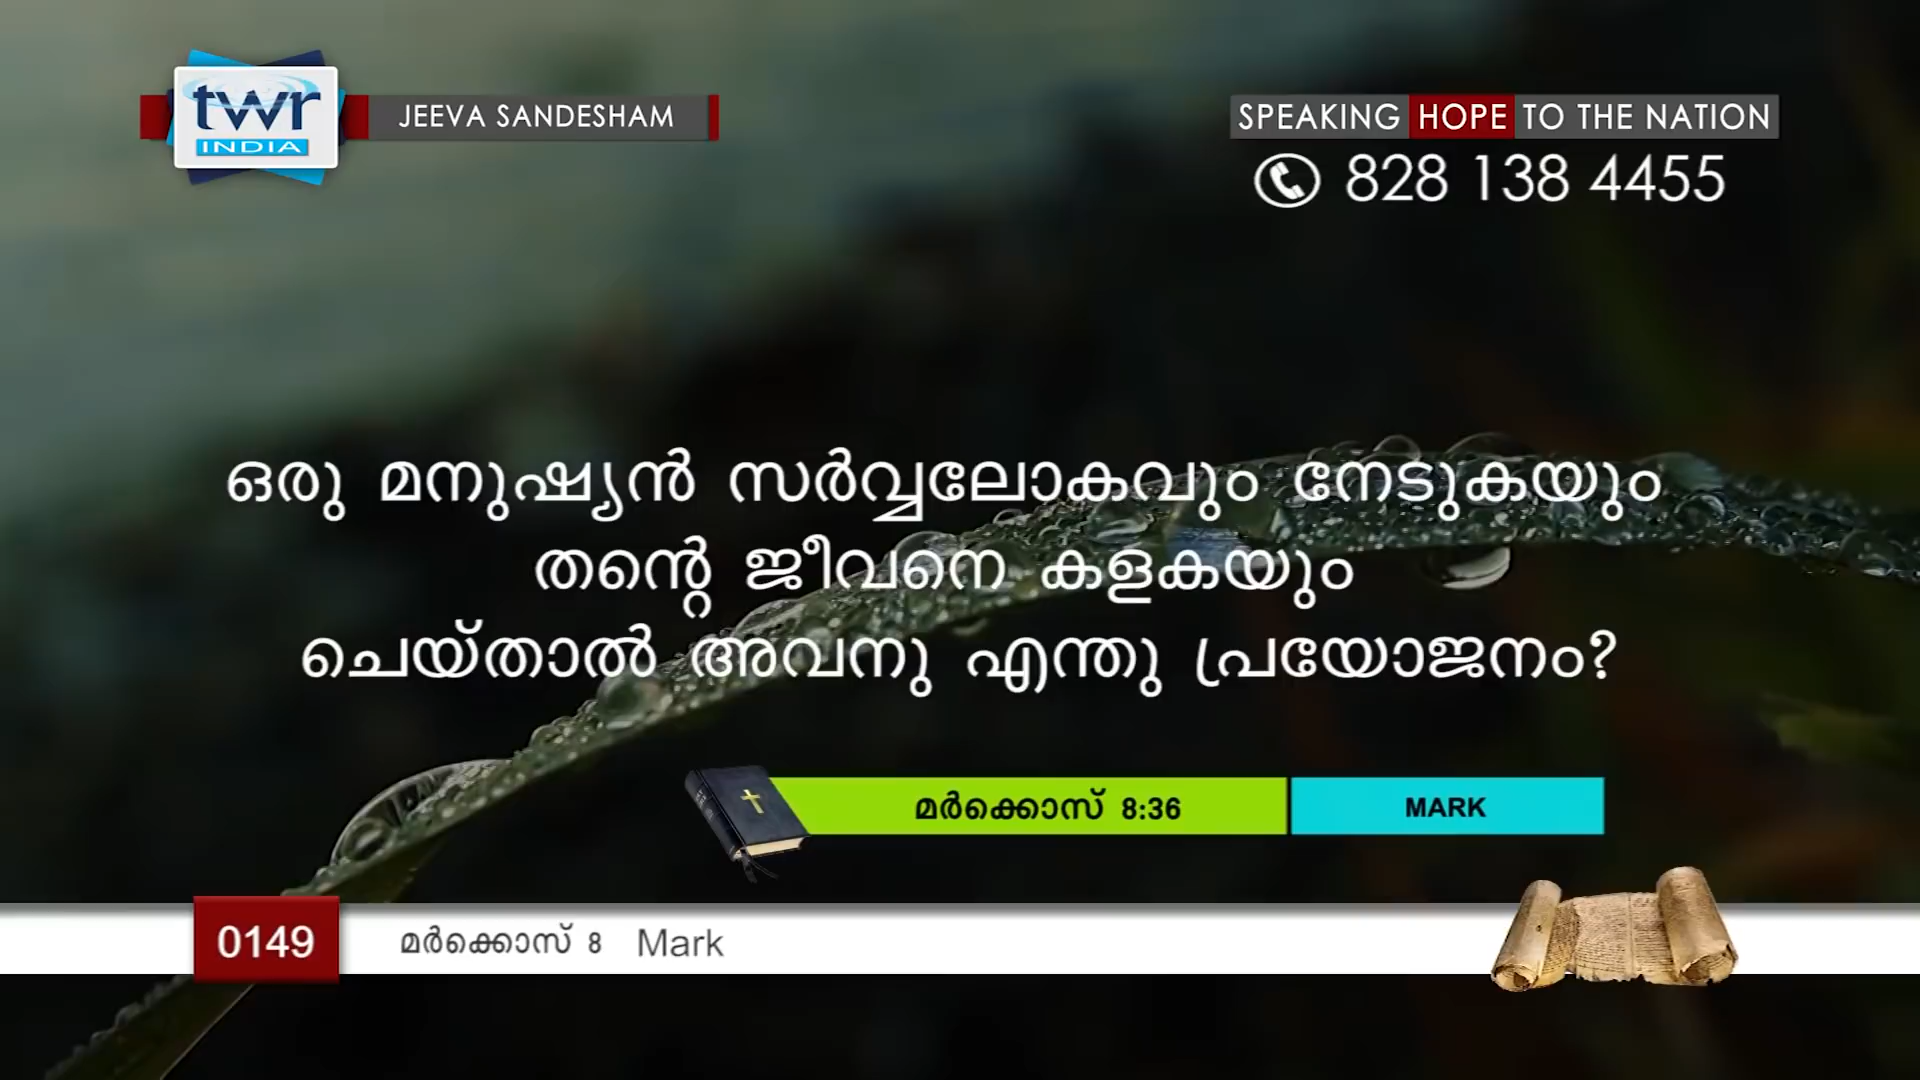 twr
INDIA
JEEVA SANDESHAM
SPEAKING HOPE TO THE NATION
828 138 4455
ഒരു മനുഷ്യൻ സർവ്വലോകവും നേടുകയും
തന്റെ ജീവനെ കളകയും
ചെയ്താൽ അവനു എന്തു പ്രയോജനം?
മർക്കൊസ് 8:36
MARK
0149
മർക്കൊസ് 8 Mark